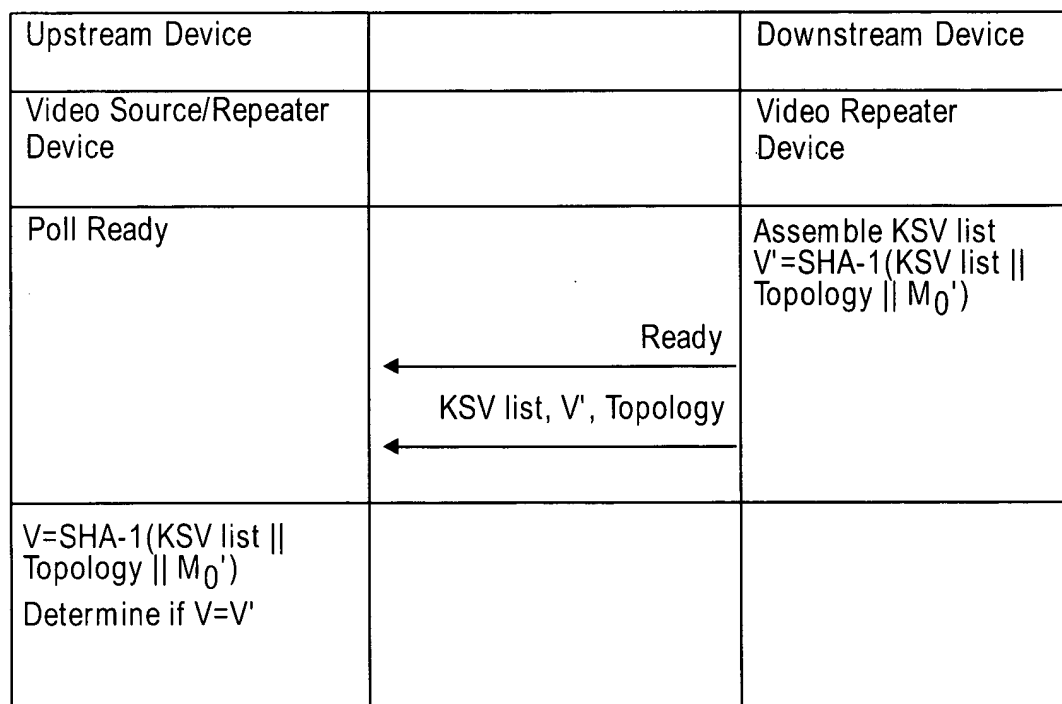 Upstream Device
Downstream Device
Video Source/Repeater
Device
Video Repeater
Device
Poll Ready
Assemble KSV list
V'=SHA-1(KSV list ||
Topology || M0')
Ready
KSV list, V', Topology
V=SHA-1(KSV list ||
Topology || M0')
Determine if V=V'